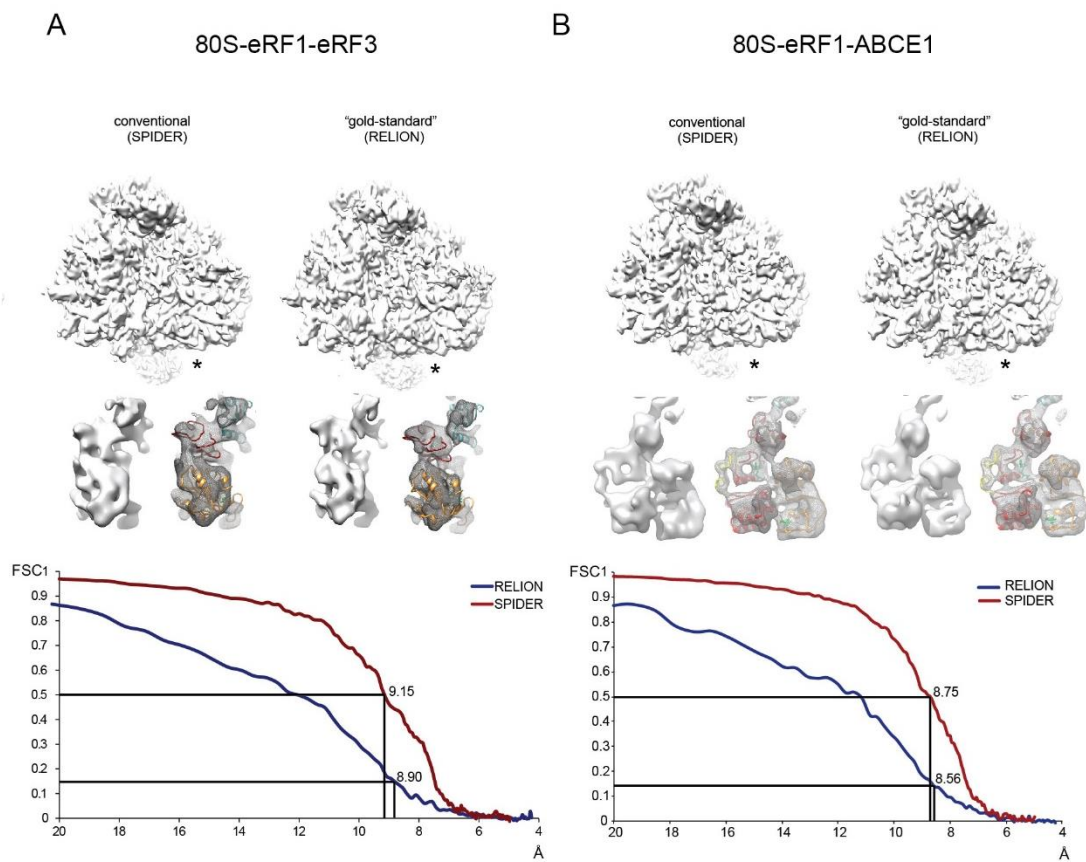 A
80S-eRF1-eRF3
conventional
(SPIDER)
"gold-standard"
(RELION)
*
*
FSC1
0.9
0.8
0.7
0.6
0.5
0.4
0.3
0.2
0.1
0
20
18
16
14
12
10
8
6
4
Å
RELION
SPIDER
9.15
8.90
B
80S-eRF1-ABCE1
conventional
(SPIDER)
"gold-standard"
(RELION)
*
*
FSC1
0.9
0.8
0.7
0.6
0.5
0.4
0.3
0.2
0.1
0
20
18
16
14
12
10
8
6
4
Å
RELION
SPIDER
8.75
8.56